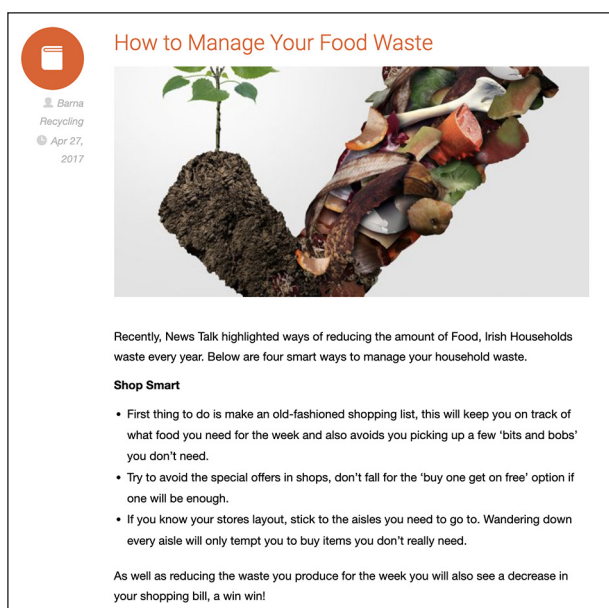 How to Manage Your Food Waste
Barna
Recycling
Apr 27,
2017
Recently, News Talk highlighted ways of reducing the amount of Food, Irish Households
waste every year. Below are four smart ways to manage your household waste.
Shop Smart
• First thing to do is make an old-fashioned shopping list, this will keep you on track of
what food you need for the week and also avoids you picking up a few ‘bits and bobs’
you don’t need.
• Try to avoid the special offers in shops, don’t fall for the ‘buy one get on free’ option if
one will be enough.
• If you know your stores layout, stick to the aisles you need to go to. Wandering down
every aisle will only tempt you to buy items you don’t really need.
As well as reducing the waste you produce for the week you will also see a decrease in
your shopping bill, a win win!